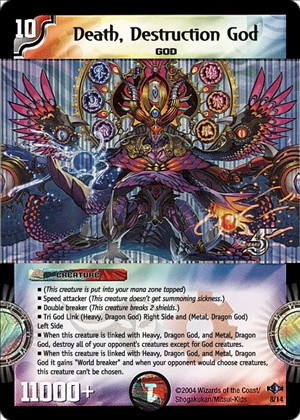 10
Death, Destruction God
GOD
CREATURE
■ (This creature is put into your mana zone tapped)
■ Speed attacker (This creature doesn't get summoning sickness.)
■ Double breaker (This creature breaks 2 shields.)
■ Tri God Link (Heavy, Dragon God) Right Side and (Metal, Dragon God)
Left Side
■ When this creature is linked with Heavy, Dragon God, and Metal, Dragon
God, destroy all of your opponent's creatures except for God creatures.
■ When this creature is linked with Heavy, Dragon God and Metal, Dragon
God it gains "World breaker" and when your opponent would choose creatures,
this creature can't be chosen.
11000+
T
©2004 Wizards of the Coast/
Shogakukan/Mitsui-Kids
8/14